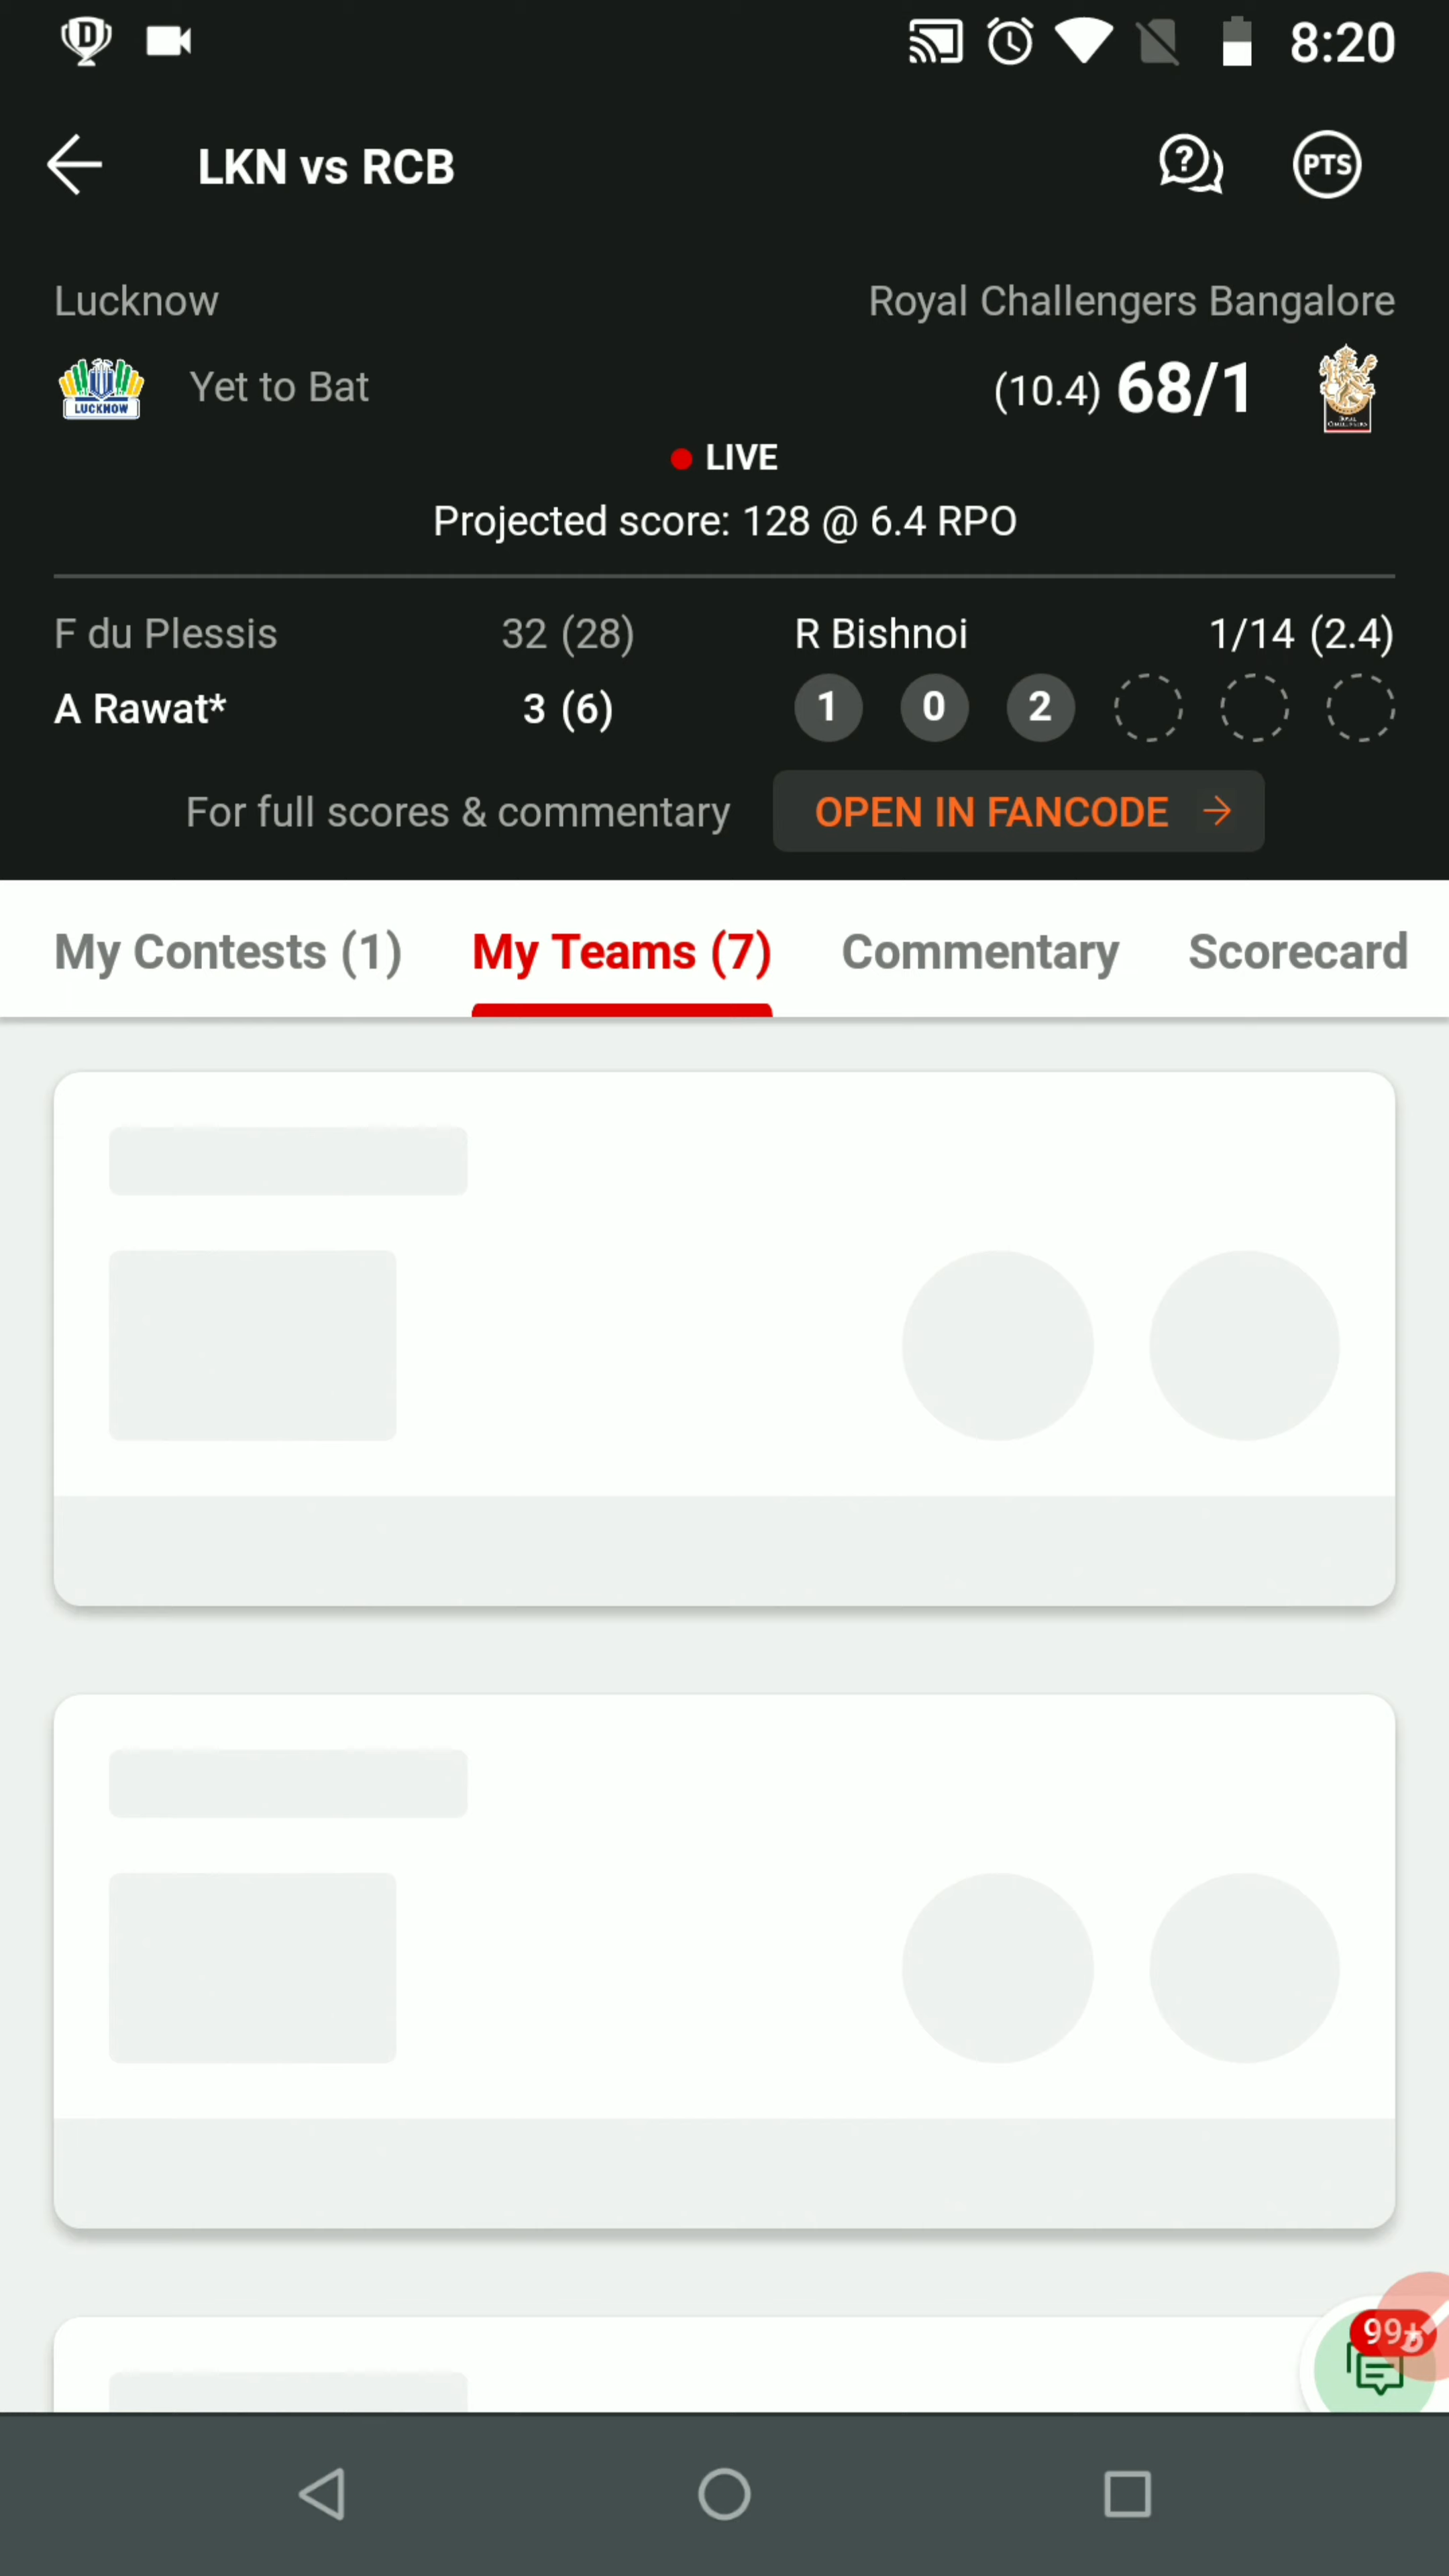 8:20
LKN vs RCB
?
PTS
Lucknow
Royal Challengers Bangalore
LUCKNOW
Yet to Bat
(10.4) 68/1
LIVE
Projected score: 128 @ 6.4 RPO
F du Plessis 32 (28)
R Bishnoi 1/14 (2.4)
A Rawat* 3 (6)
1 0 2
For full scores & commentary
OPEN IN FANCODE →
My Contests (1)
My Teams (7)
Commentary
Scorecard
99+